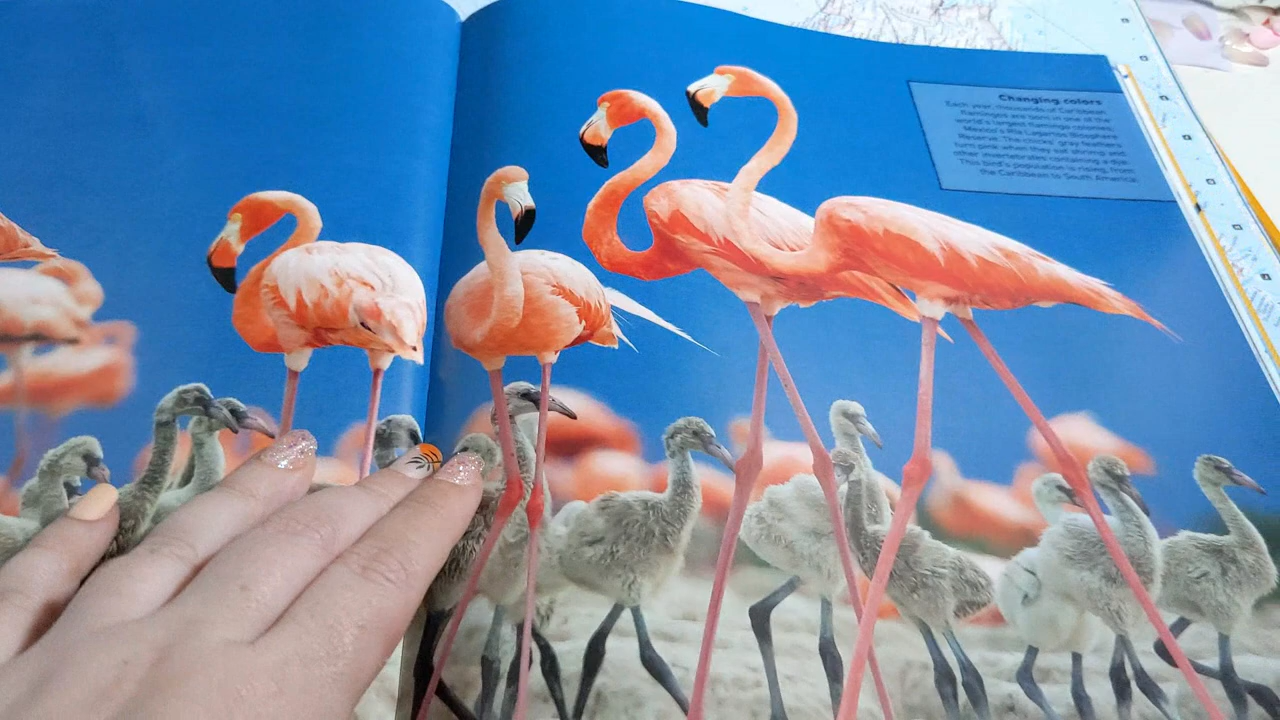 Changing colors
Each year, thousands of Caribbean
flamingos are born in one of the
world's largest flamingo colonies,
Mexico's Ría Lagartos Biosphere
Reserve. The chicks' gray feathers
turn pink when they eat shrimp and
other invertebrates containing a dye.
This bird's population is rising, from
the Caribbean to South America.